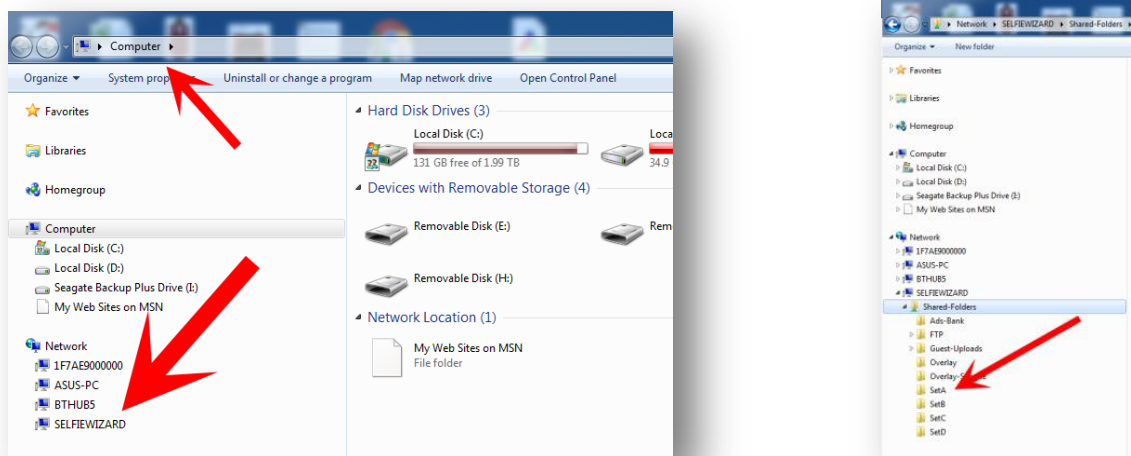 Computer
Organize
System
Uninstall or change a program
Map network drive
Open Control Panel
Favorites
Libraries
Homegroup
Computer
Local Disk (C:)
Local Disk (D:)
Seagate Backup Plus Drive (I:)
My Web Sites on MSN
Network
1F7AE9000000
ASUS-PC
BTHUB5
SELFIEWIZARD
Hard Disk Drives (3)
Local Disk (C:)
131 GB free of 1.99 TB
Loca
34.9
Devices with Removable Storage (4)
Removable Disk (E:)
Rem
Removable Disk (H:)
Network Location (1)
My Web Sites on MSN
File folder
Network SELFIEWIZARD Shared-Folders
Organize New folder
Favorites
Libraries
Homegroup
Computer
Local Disk (C:)
Local Disk (D:)
Seagate Backup Plus Drive (I:)
My Web Sites on MSN
Network
1F7AE9000000
ASUS-PC
BTHUB5
SELFIEWIZARD
Shared-Folders
Ads-Bank
FTP
Guest-Uploads
Overlay
SetA
SetB
SetC
SetD